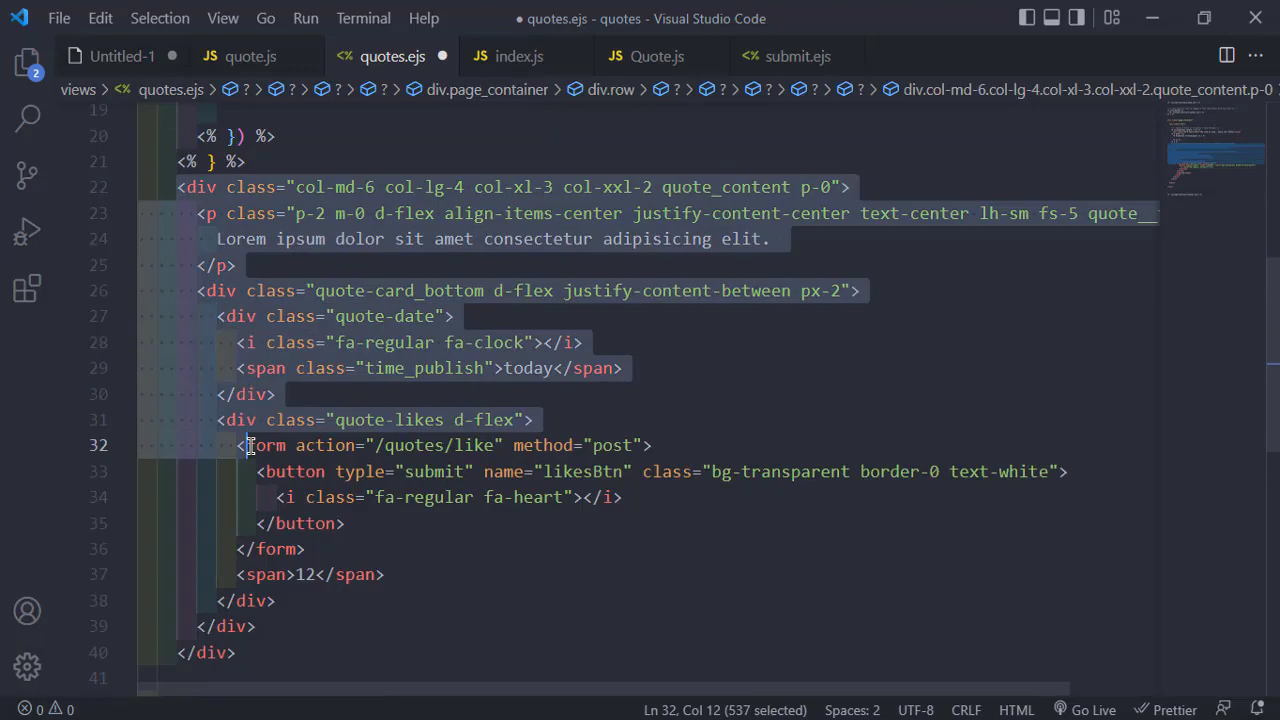 File Edit Selection View Go Run Terminal Help ● quotes.ejs - quotes - Visual Studio Code
Untitled-1 ● JS quote.js <% quotes.ejs ● JS index.js JS Quote.js <% submit.ejs
views > <% quotes.ejs > ? > ? > ? > ? > div.page_container > div.row > ? > ? > ? > ? > div.col-md-6.col-lg-4.col-xl-3.col-xxl-2.quote_content.p-0
2
19
20 <% }) %>
21 <% } %>
22 <div class="col-md-6 col-lg-4 col-xl-3 col-xxl-2 quote_content p-0">
23 <p class="p-2 m-0 d-flex align-items-center justify-content-center text-center lh-sm fs-5 quote__
24 Lorem ipsum dolor sit amet consectetur adipisicing elit.
25 </p>
26 <div class="quote-card_bottom d-flex justify-content-between px-2">
27 <div class="quote-date">
28 <i class="fa-regular fa-clock"></i>
29 <span class="time_publish">today</span>
30 </div>
31 <div class="quote-likes d-flex">
32 <form action="/quotes/like" method="post">
33 <button typle="submit" name="likesBtn" class="bg-transparent border-0 text-white">
34 <i class="fa-regular fa-heart"></i>
35 </button>
36 </form>
37 <span>12</span>
38 </div>
39 </div>
40 </div>
41
0 0 Ln 32, Col 12 (537 selected) Spaces: 2 UTF-8 CRLF HTML Go Live Prettier